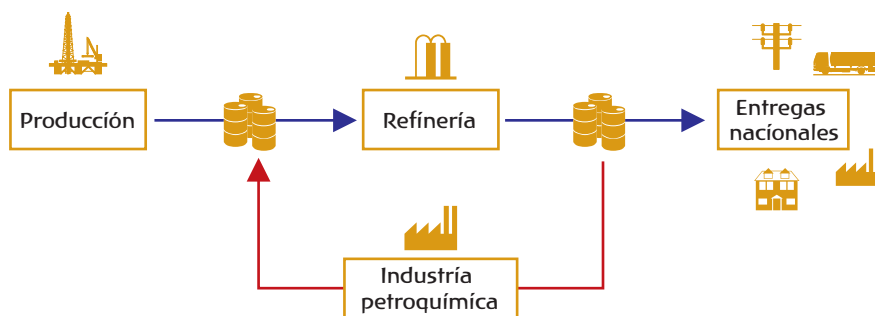 Producción
Refinería
Entregas
nacionales
Industria
petroquímica